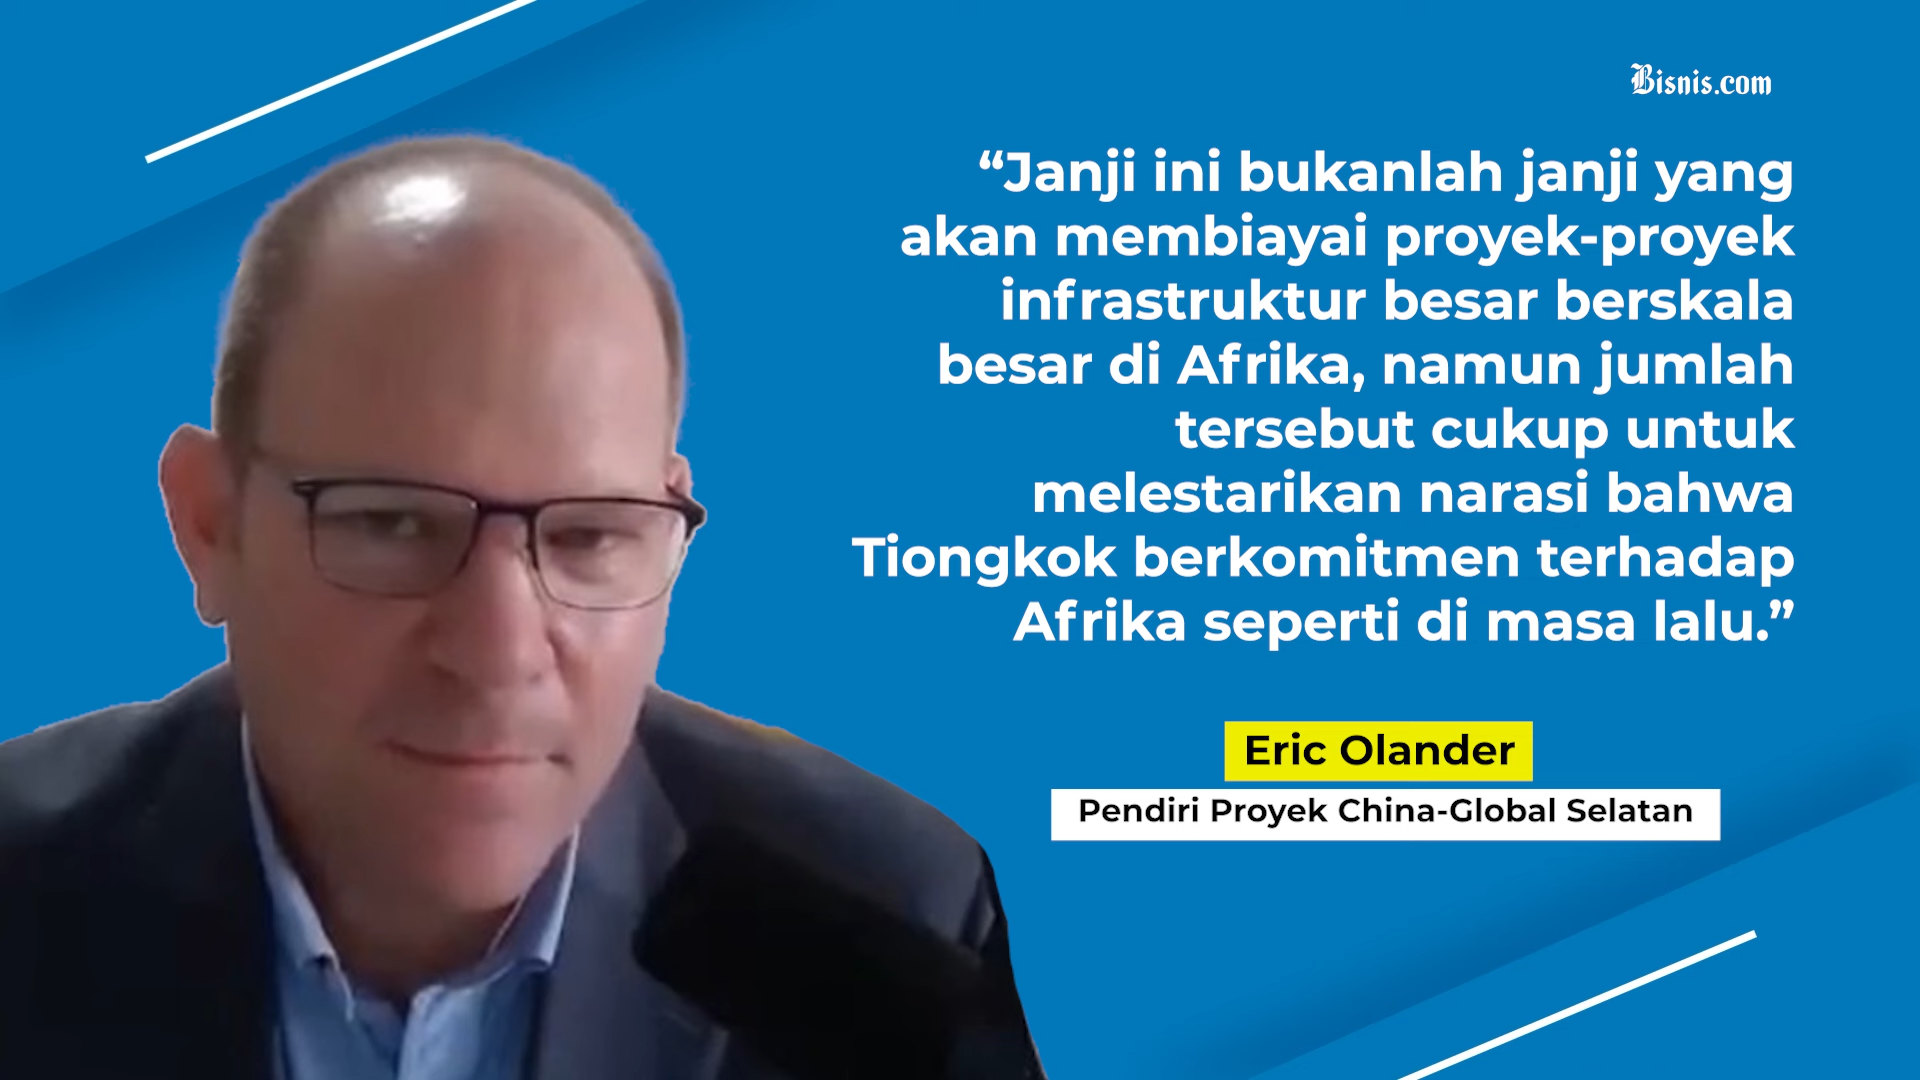 Bisnis.com
“Janji ini bukanlah janji yang
akan membiayai proyek-proyek
infrastruktur besar berskala
besar di Afrika, namun jumlah
tersebut cukup untuk
melestarikan narasi bahwa
Tiongkok berkomitmen terhadap
Afrika seperti di masa lalu.”
Eric Olander
Pendiri Proyek China-Global Selatan